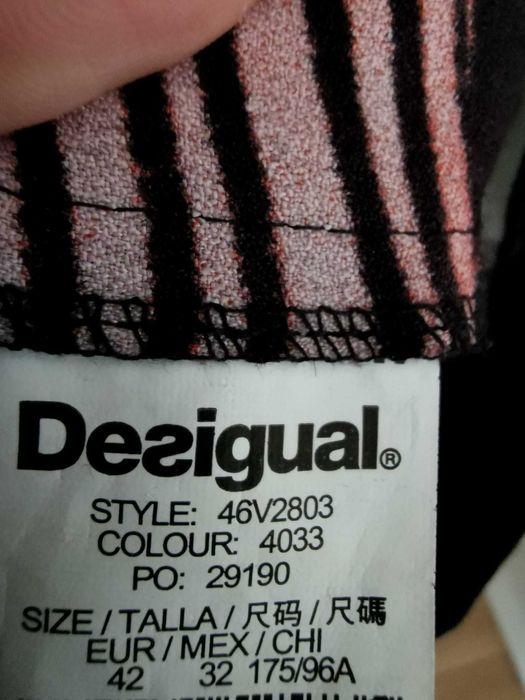 Desigual®
STYLE: 46V2803
COLOUR: 4033
PO: 29190
SIZE / TALLA / 尺码 / 尺碼
EUR / MEX / CHI
42 32 175/96A